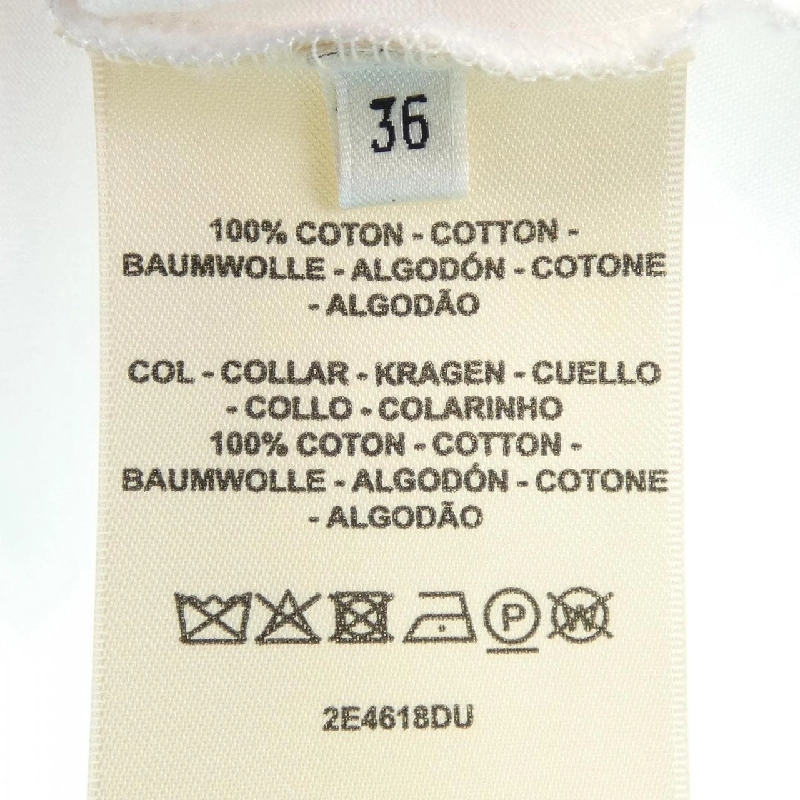 36
100% COTON - COTTON -
BAUMWOLLE - ALGODÓN - COTONE
- ALGODÃO
COL - COLLAR - KRAGEN - CUELLO
- COLLO - COLARINHO
100% COTON - COTTON -
BAUMWOLLE - ALGODÓN - COTONE
- ALGODÃO
P W
2E4618DU